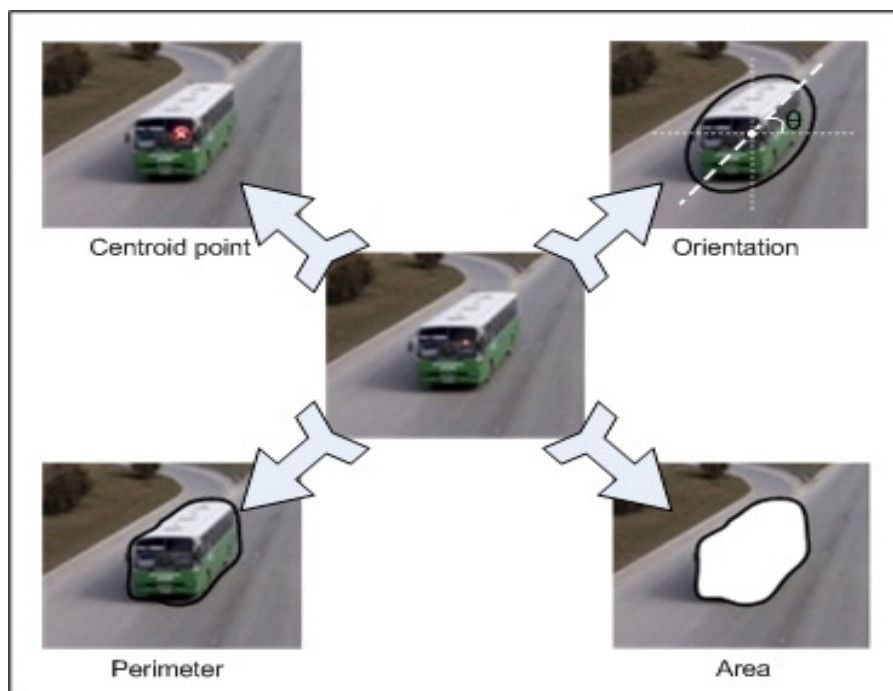 θ
Centroid point
Orientation
Perimeter
Area